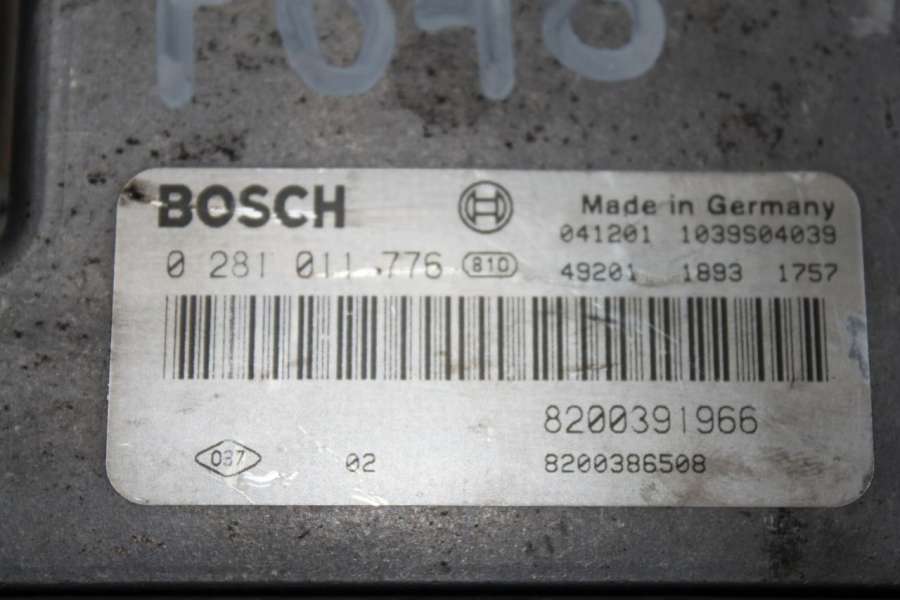 BOSCH
Made in Germany
041201 1039S04039
0 281 011 776 810
49201 1893 1757
8200391966
037 02 8200386508